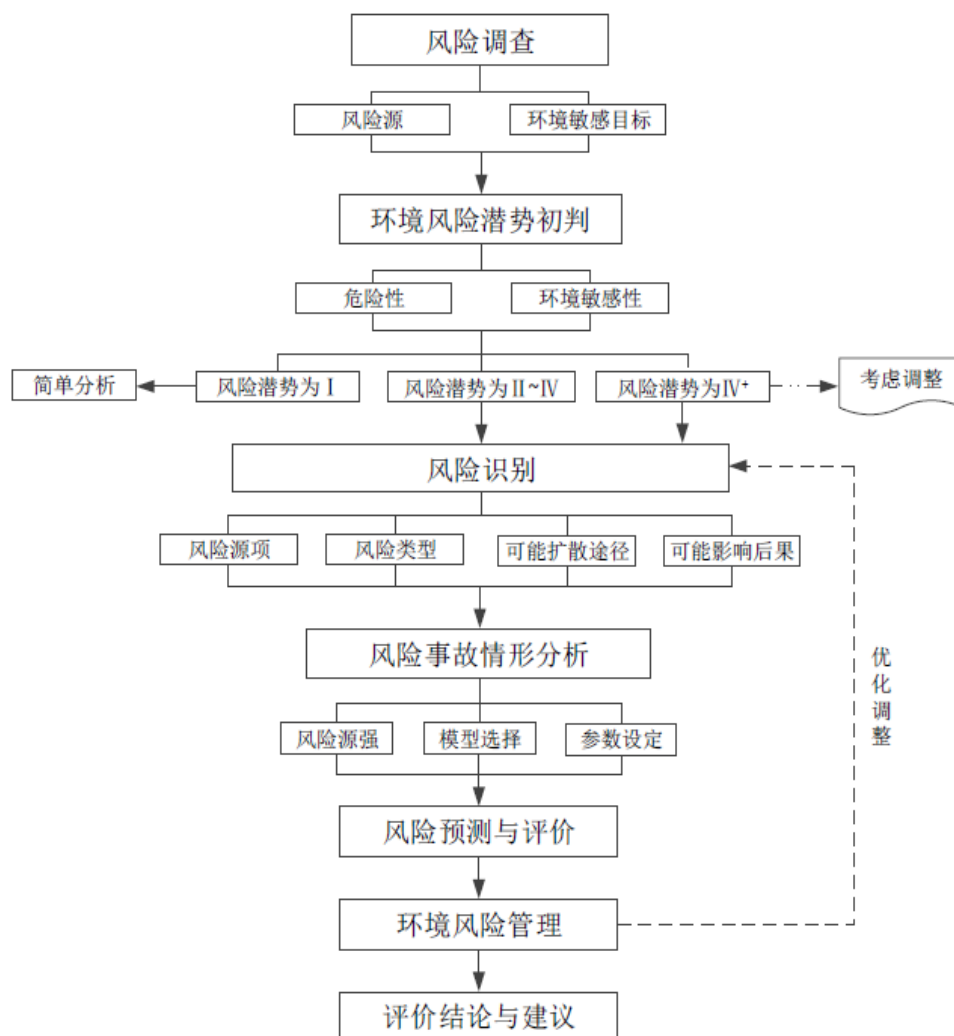 风险调查
风险源
环境敏感目标
环境风险潜势初判
危险性
环境敏感性
简单分析
风险潜势为Ⅰ
风险潜势为Ⅱ~Ⅳ
风险潜势为Ⅳ+
考虑调整
风险识别
风险源项
风险类型
可能扩散途径
可能影响后果
风险事故情形分析
优化调整
风险源强
模型选择
参数设定
风险预测与评价
环境风险管理
评价结论与建议